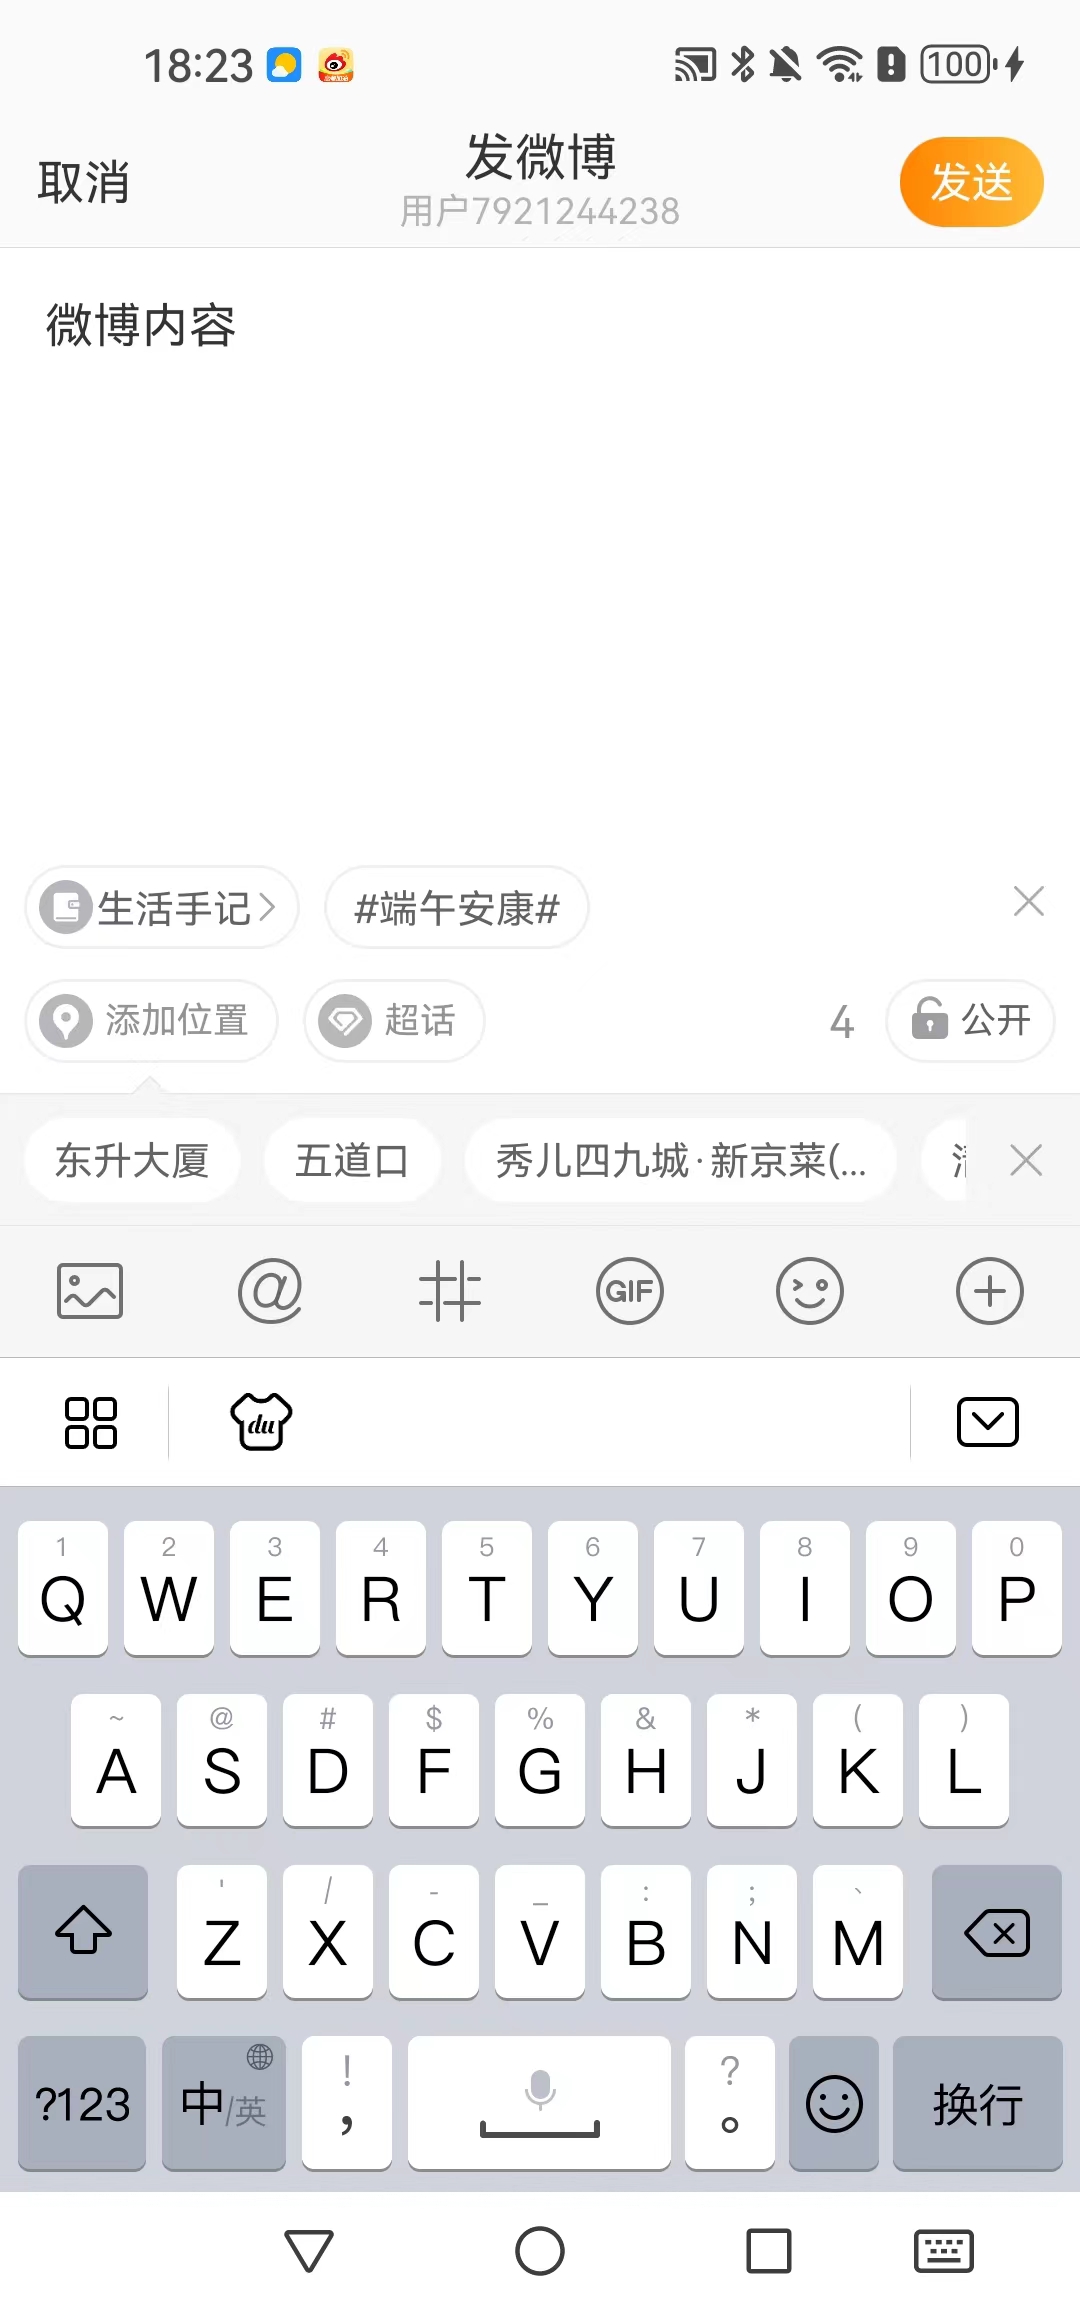 18:23
100
取消
发微博
用户7921244238
发送
微博内容
生活手记
#端午安康#
添加位置
超话
4
公开
东升大厦
五道口
秀儿四九城·新京菜(...
@
GIF
du
1 2 3 4 5 6 7 8 9 0
Q W E R T Y U I O P
~ @ # $ % & * ( )
A S D F G H J K L
' / - _ : ; `
Z X C V B N M
?123
中/英
! ,
? 。
换行